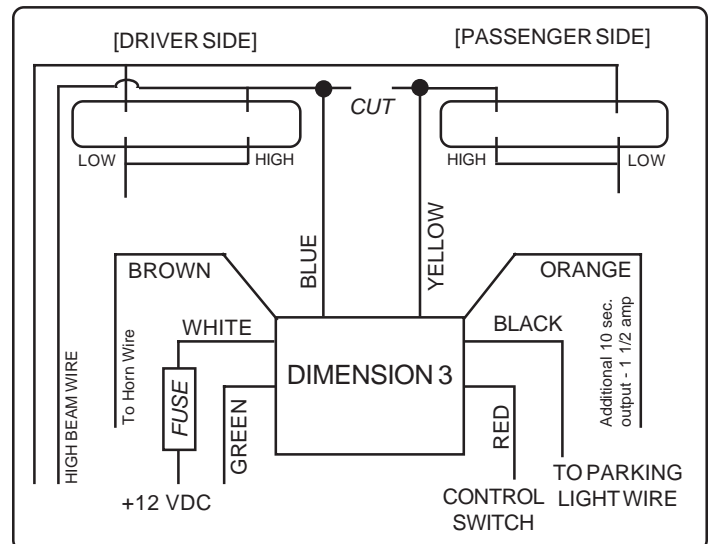 [DRIVER SIDE]
[PASSENGER SIDE]
CUT
LOW
HIGH
HIGH
LOW
BLUE
YELLOW
BROWN
ORANGE
To Horn Wire
WHITE
BLACK
Additional 10 sec.
output - 1 1/2 amp
HIGH BEAM WIRE
FUSE
GREEN
DIMENSION 3
RED
+12 VDC
CONTROL
SWITCH
TO PARKING
LIGHT WIRE